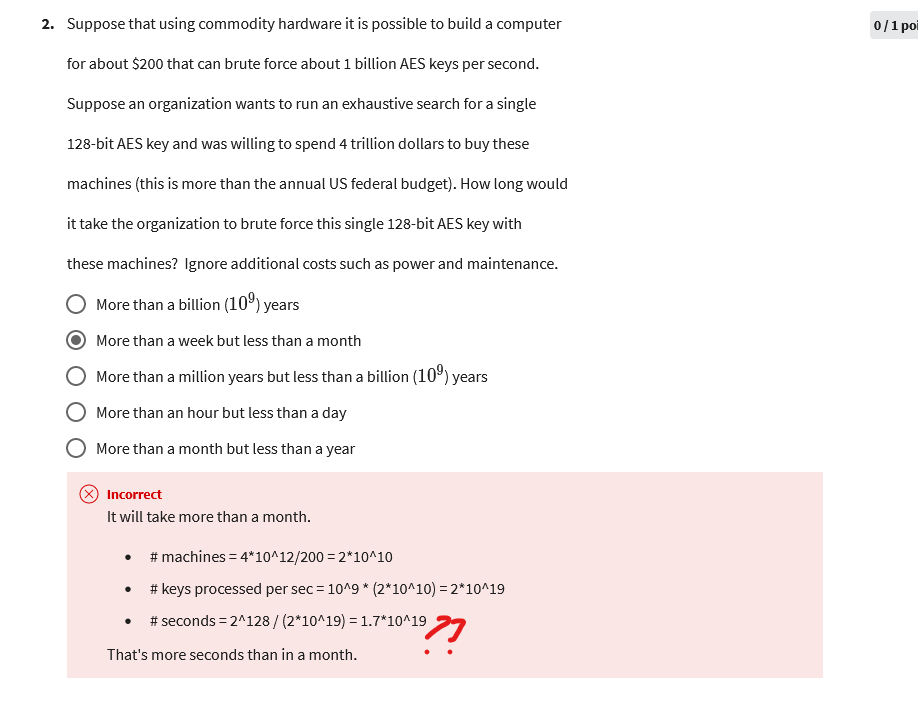 2. Suppose that using commodity hardware it is possible to build a computer
0 / 1 poi
for about $200 that can brute force about 1 billion AES keys per second.
Suppose an organization wants to run an exhaustive search for a single
128-bit AES key and was willing to spend 4 trillion dollars to buy these
machines (this is more than the annual US federal budget). How long would
it take the organization to brute force this single 128-bit AES key with
these machines? Ignore additional costs such as power and maintenance.
More than a billion (10⁹) years
More than a week but less than a month
More than a million years but less than a billion (10⁹) years
More than an hour but less than a day
More than a month but less than a year
Incorrect
It will take more than a month.
• # machines = 4*10^12/200 = 2*10^10
• # keys processed per sec = 10^9 * (2*10^10) = 2*10^19
• # seconds = 2^128 / (2*10^19) = 1.7*10^19 ??
That's more seconds than in a month.